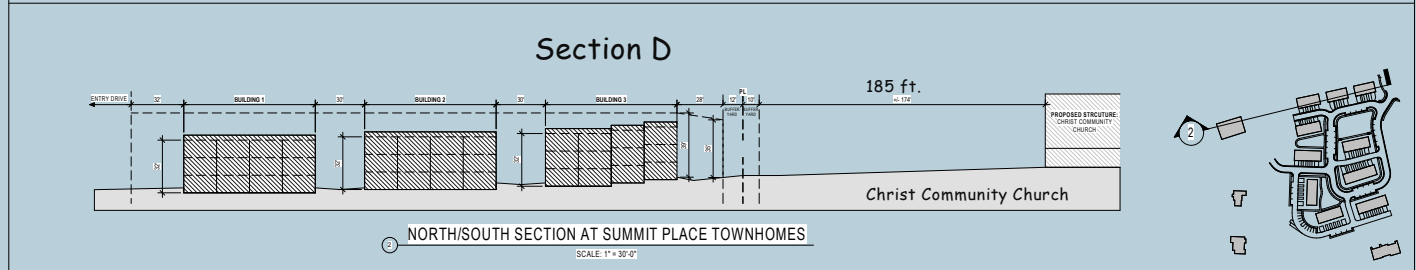 Section D
185 ft.
PL
ENTRY DRIVE 32' BUILDING 1 30' BUILDING 2 30' BUILDING 3 28' 12' 10' +/- 174'
BUFFER YARD BUFFER YARD
PROPOSED STRCUTURE:
CHRIST COMMUNITY
CHURCH
32' 32' 32' 35'
2
Christ Community Church
2 NORTH/SOUTH SECTION AT SUMMIT PLACE TOWNHOMES
SCALE: 1" = 30'-0"